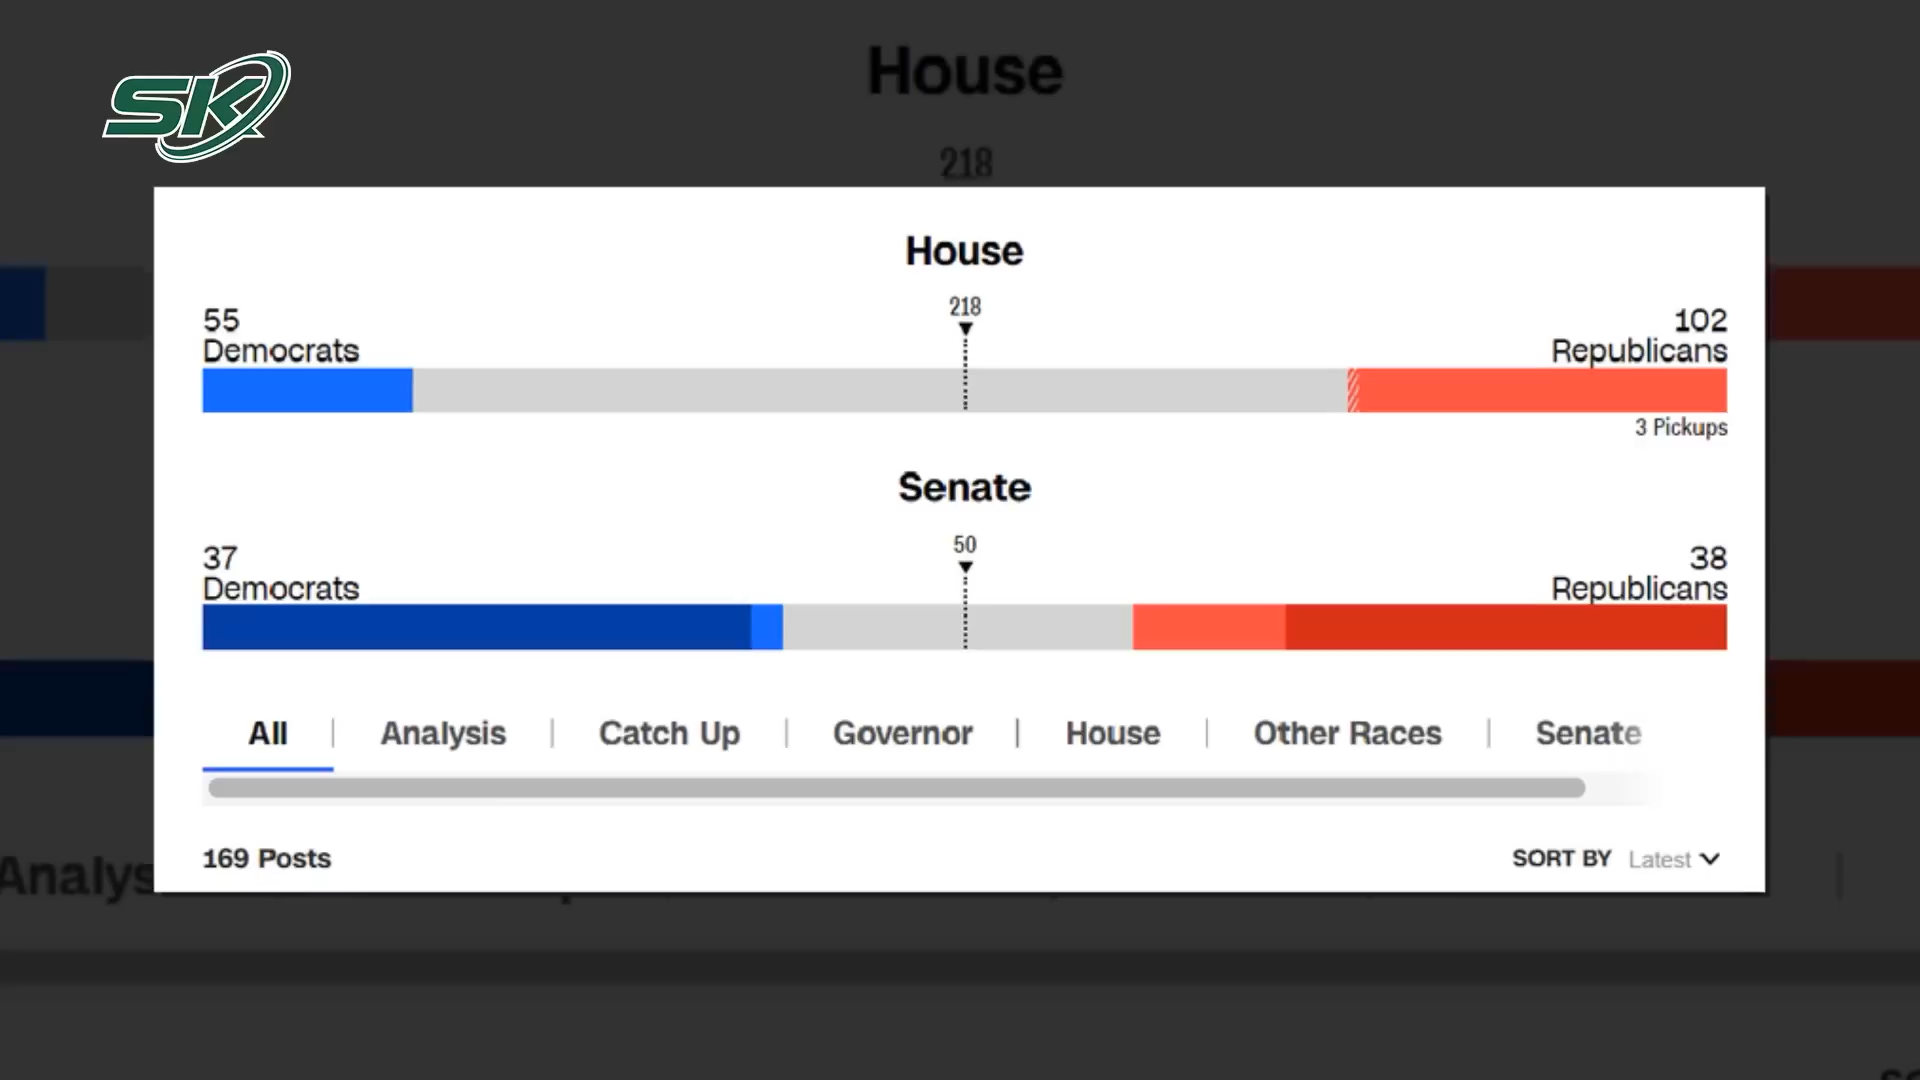 SK
House
218
House
218
55
Democrats
102
Republicans
3 Pickups
Senate
50
37
Democrats
38
Republicans
All | Analysis | Catch Up | Governor | House | Other Races | Senate
169 Posts
SORT BY Latest
Analys